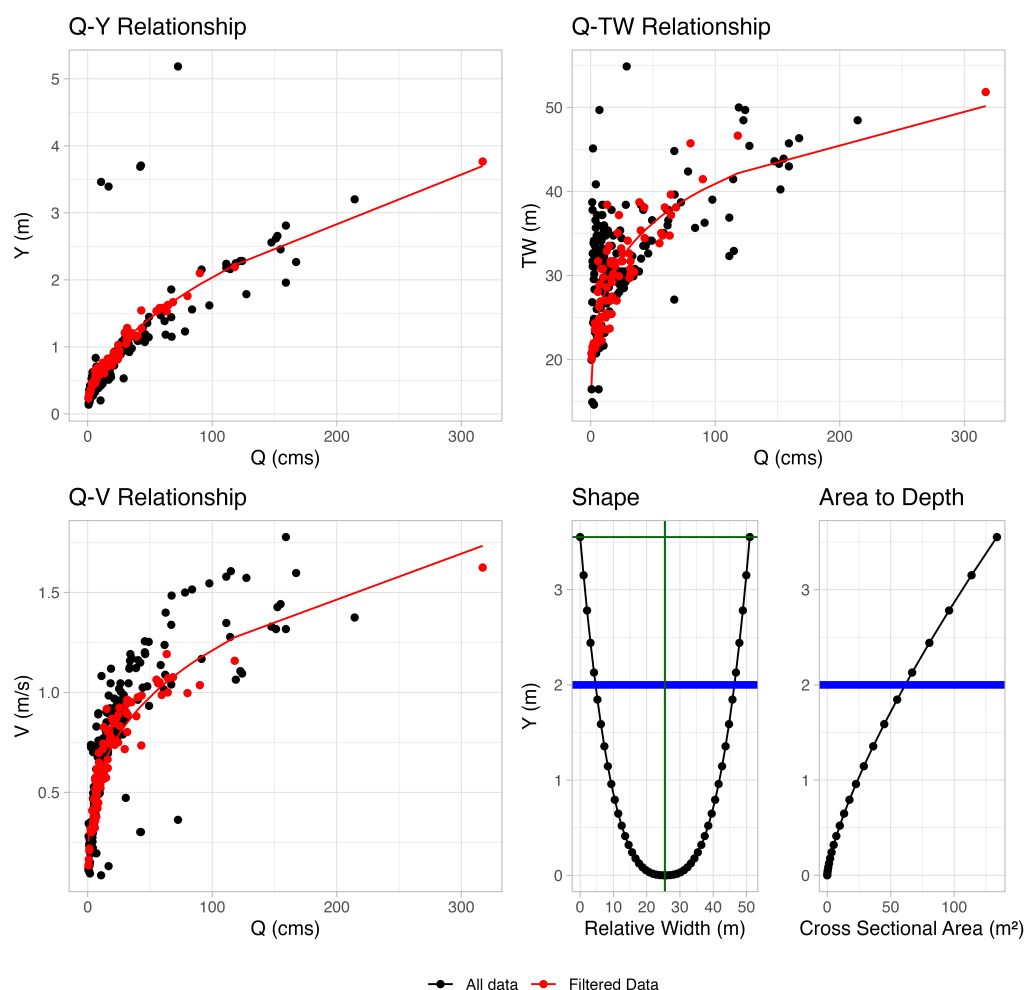 Q-Y Relationship
Y (m)
5
4
3
2
1
0
0 100 200 300
Q (cms)
Q-TW Relationship
TW (m)
50
40
30
20
0 100 200 300
Q (cms)
Q-V Relationship
V (m/s)
1.5
1.0
0.5
0 100 200 300
Q (cms)
Shape
Y (m)
3
2
1
0
0 10 20 30 40 50
Relative Width (m)
Area to Depth
3
2
1
0
0 50 100
Cross Sectional Area (m²)
All data Filtered Data